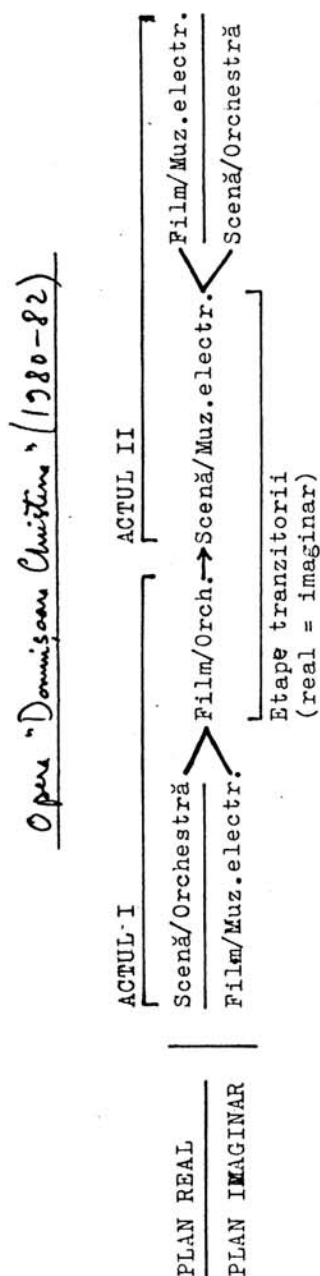 Opera "Domnişoara Christina" (1980-82)
ACTUL I ACTUL II
PLAN REAL Scenă/Orchestră Film/Muz.electr.
Film/Orch. → Scenă/Muz.electr.
PLAN IMAGINAR Film/Muz.electr. Scenă/Orchestră
Etape tranzitorii
(real = imaginar)